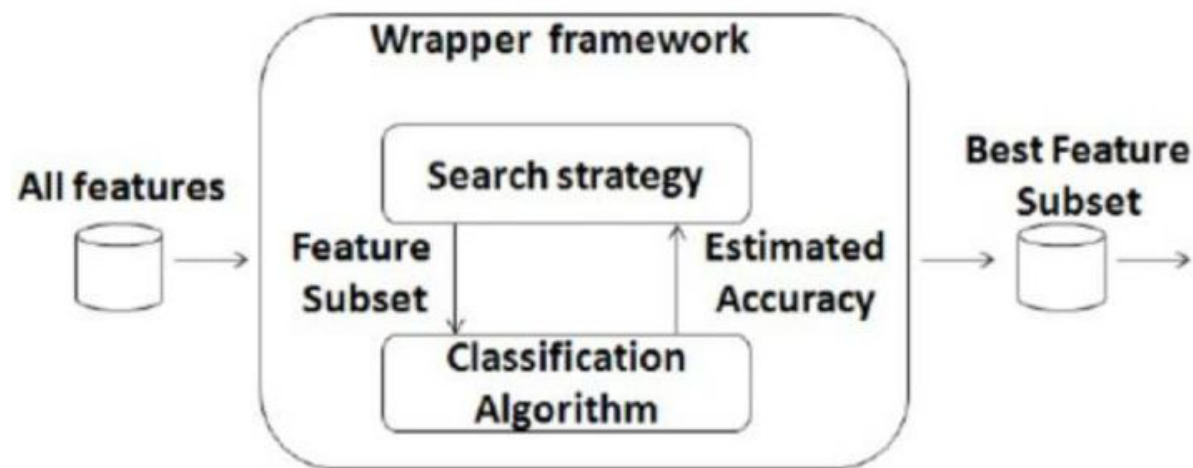 Wrapper framework
Search strategy
All features
Feature
Subset
Estimated
Accuracy
Classification
Algorithm
Best Feature
Subset